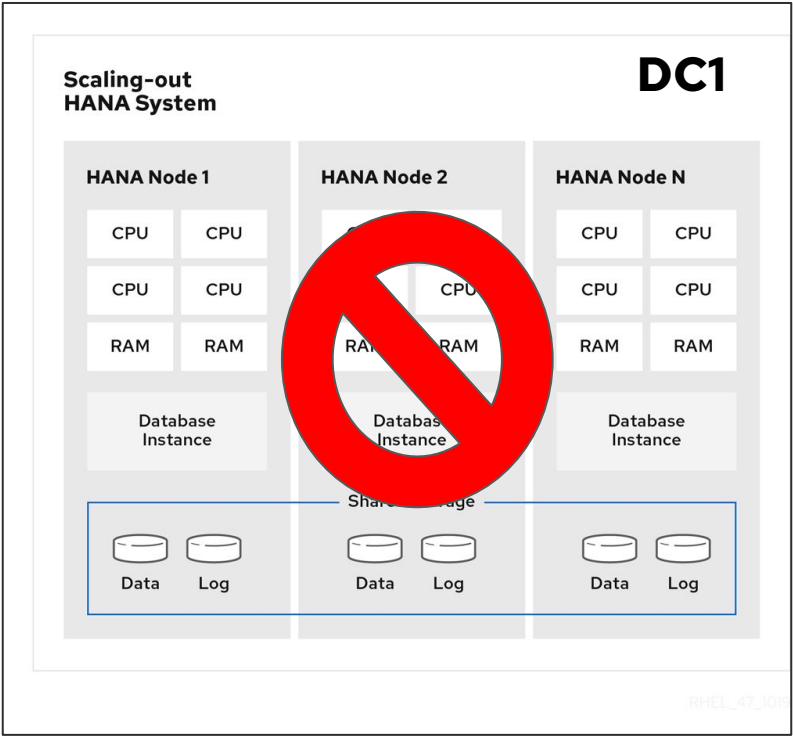 Scaling-out
HANA System
DC1
HANA Node 1
CPU CPU
CPU CPU
RAM RAM
Database
Instance
HANA Node 2
CPU
RAM
Database
Instance
HANA Node N
CPU CPU
CPU CPU
RAM RAM
Database
Instance
Data Log
Data Log
Data Log
RHEL_47_1019